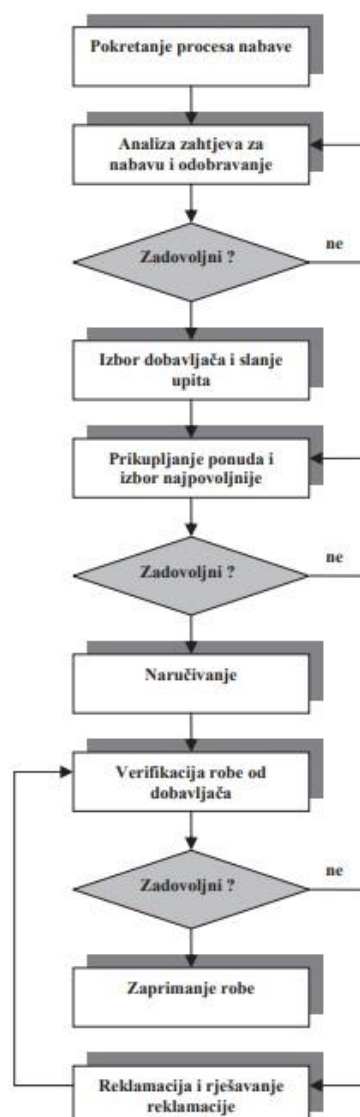 Pokretanje procesa nabave
Analiza zahtjeva za
nabavu i odobravanje
Zadovoljni ?
ne
Izbor dobavljača i slanje
upita
Prikupljanje ponuda i
izbor najpovoljnije
Zadovoljni ?
ne
Naručivanje
Verifikacija robe od
dobavljača
Zadovoljni ?
ne
Zaprimanje robe
Reklamacija i rješavanje
reklamacije